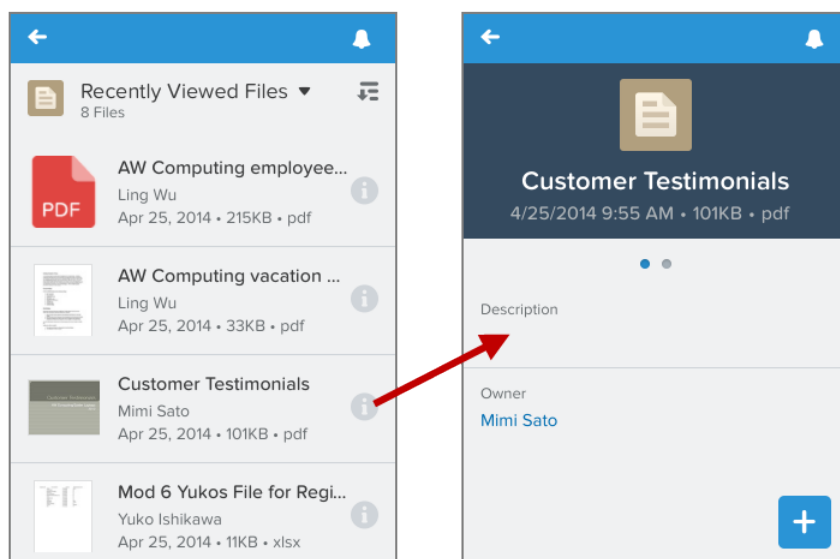 Recently Viewed Files
8 Files
PDF
AW Computing employee...
Ling Wu
Apr 25, 2014 • 215KB • pdf
AW Computing vacation ...
Ling Wu
Apr 25, 2014 • 33KB • pdf
Customer Testimonials
Customer Testimonials
Mimi Sato
Apr 25, 2014 • 101KB • pdf
Mod 6 Yukos File for Regi...
Yuko Ishikawa
Apr 25, 2014 • 11KB • xlsx
Customer Testimonials
4/25/2014 9:55 AM • 101KB • pdf
Description
Owner
Mimi Sato